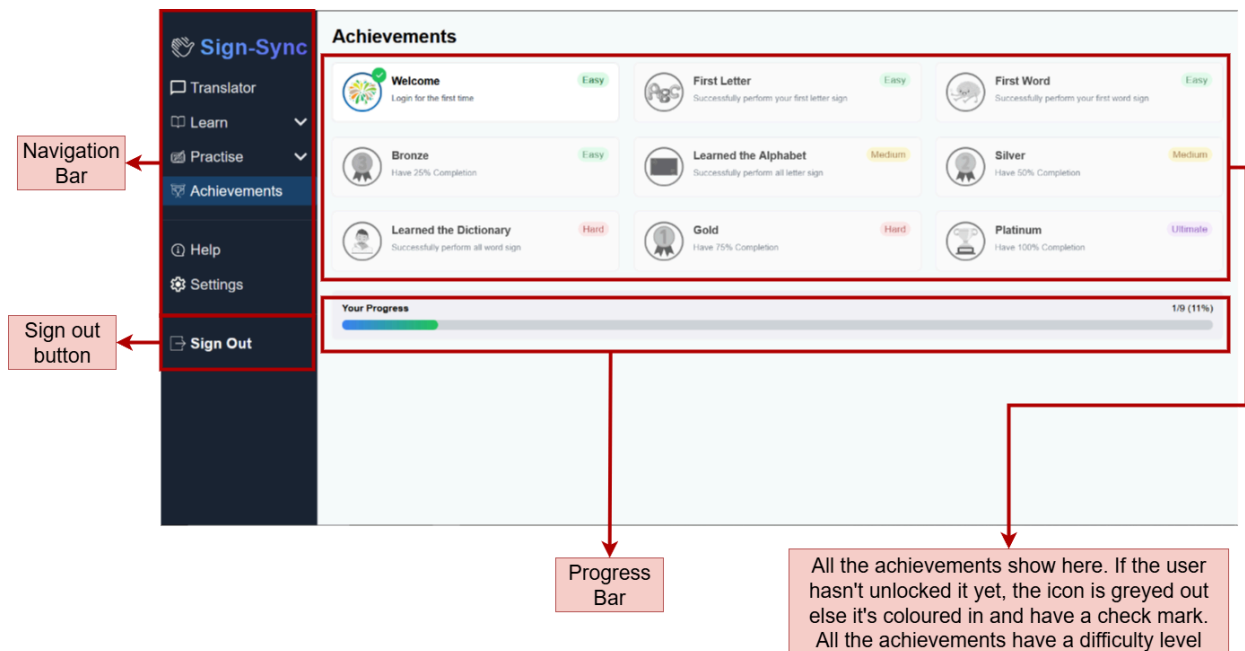 Sign-Sync
Translator
Learn
Practise
Achievements
Help
Settings
Sign Out
Navigation
Bar
Sign out
button
Achievements
Welcome
Easy
Login for the first time
First Letter
Easy
Successfully perform your first letter sign
First Word
Easy
Successfully perform your first word sign
Bronze
Easy
Have 25% Completion
Learned the Alphabet
Medium
Successfully perform all letter sign
Silver
Medium
Have 50% Completion
Learned the Dictionary
Hard
Successfully perform all word sign
Gold
Hard
Have 75% Completion
Platinum
Ultimate
Have 100% Completion
Your Progress
1/9 (11%)
Progress
Bar
All the achievements show here. If the user
hasn't unlocked it yet, the icon is greyed out
else it's coloured in and have a check mark.
All the achievements have a difficulty level